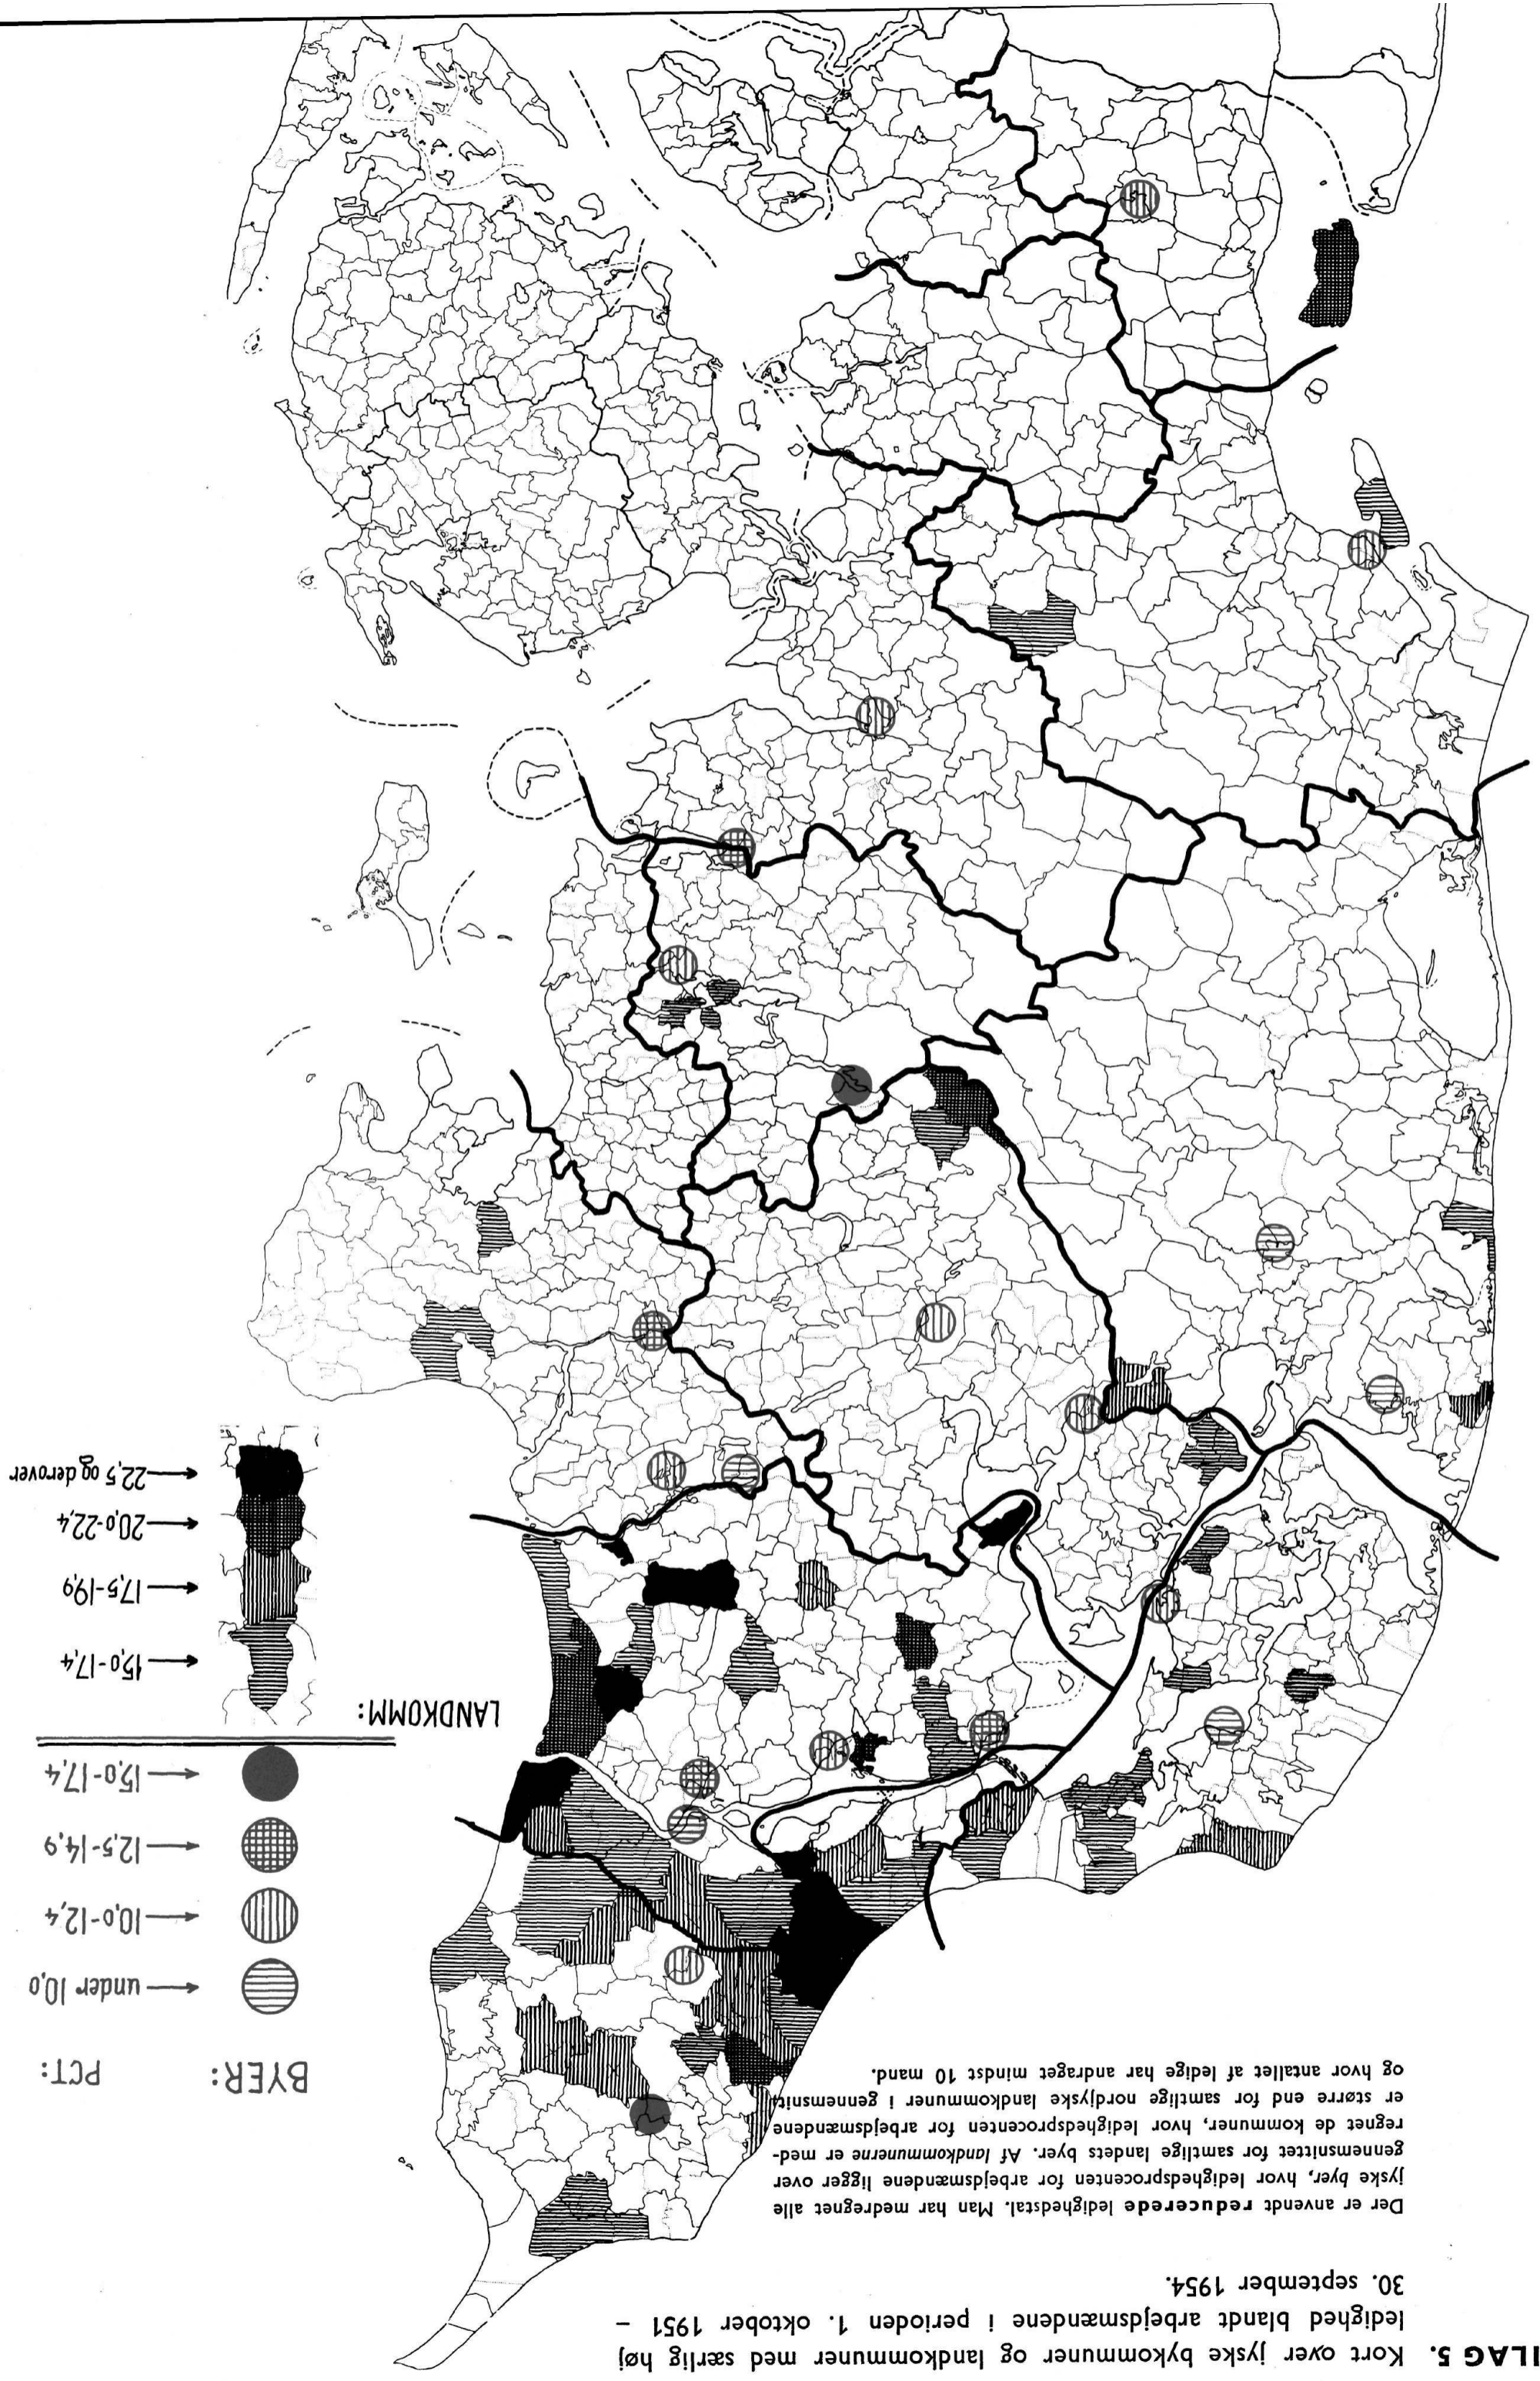 ILAG 5. Kort over jyske bykommuner og landkommuner med særlig høj
ledighed blandt arbejdsmændene i perioden 1. oktober 1951 –
30. september 1954.
Der er anvendt reducerede ledighedstal. Man har medregnet alle
jyske byer, hvor ledighedsprocenten for arbejdsmændene ligger over
gennemsnittet for samtlige landets byer. Af landkommunerne er med-
regnet de kommuner, hvor ledighedsprocenten for arbejdsmændene
er større end for samtlige nordjyske landkommuner i gennemsnit,
og hvor antallet af ledige har andraget mindst 10 mand.
BYER: PCT:
under 10,0
10,0-12,4
12,5-14,9
15,0-17,4
LANDKOMM:
15,0-17,4
17,5-19,9
20,0-22,4
22,5 og derover